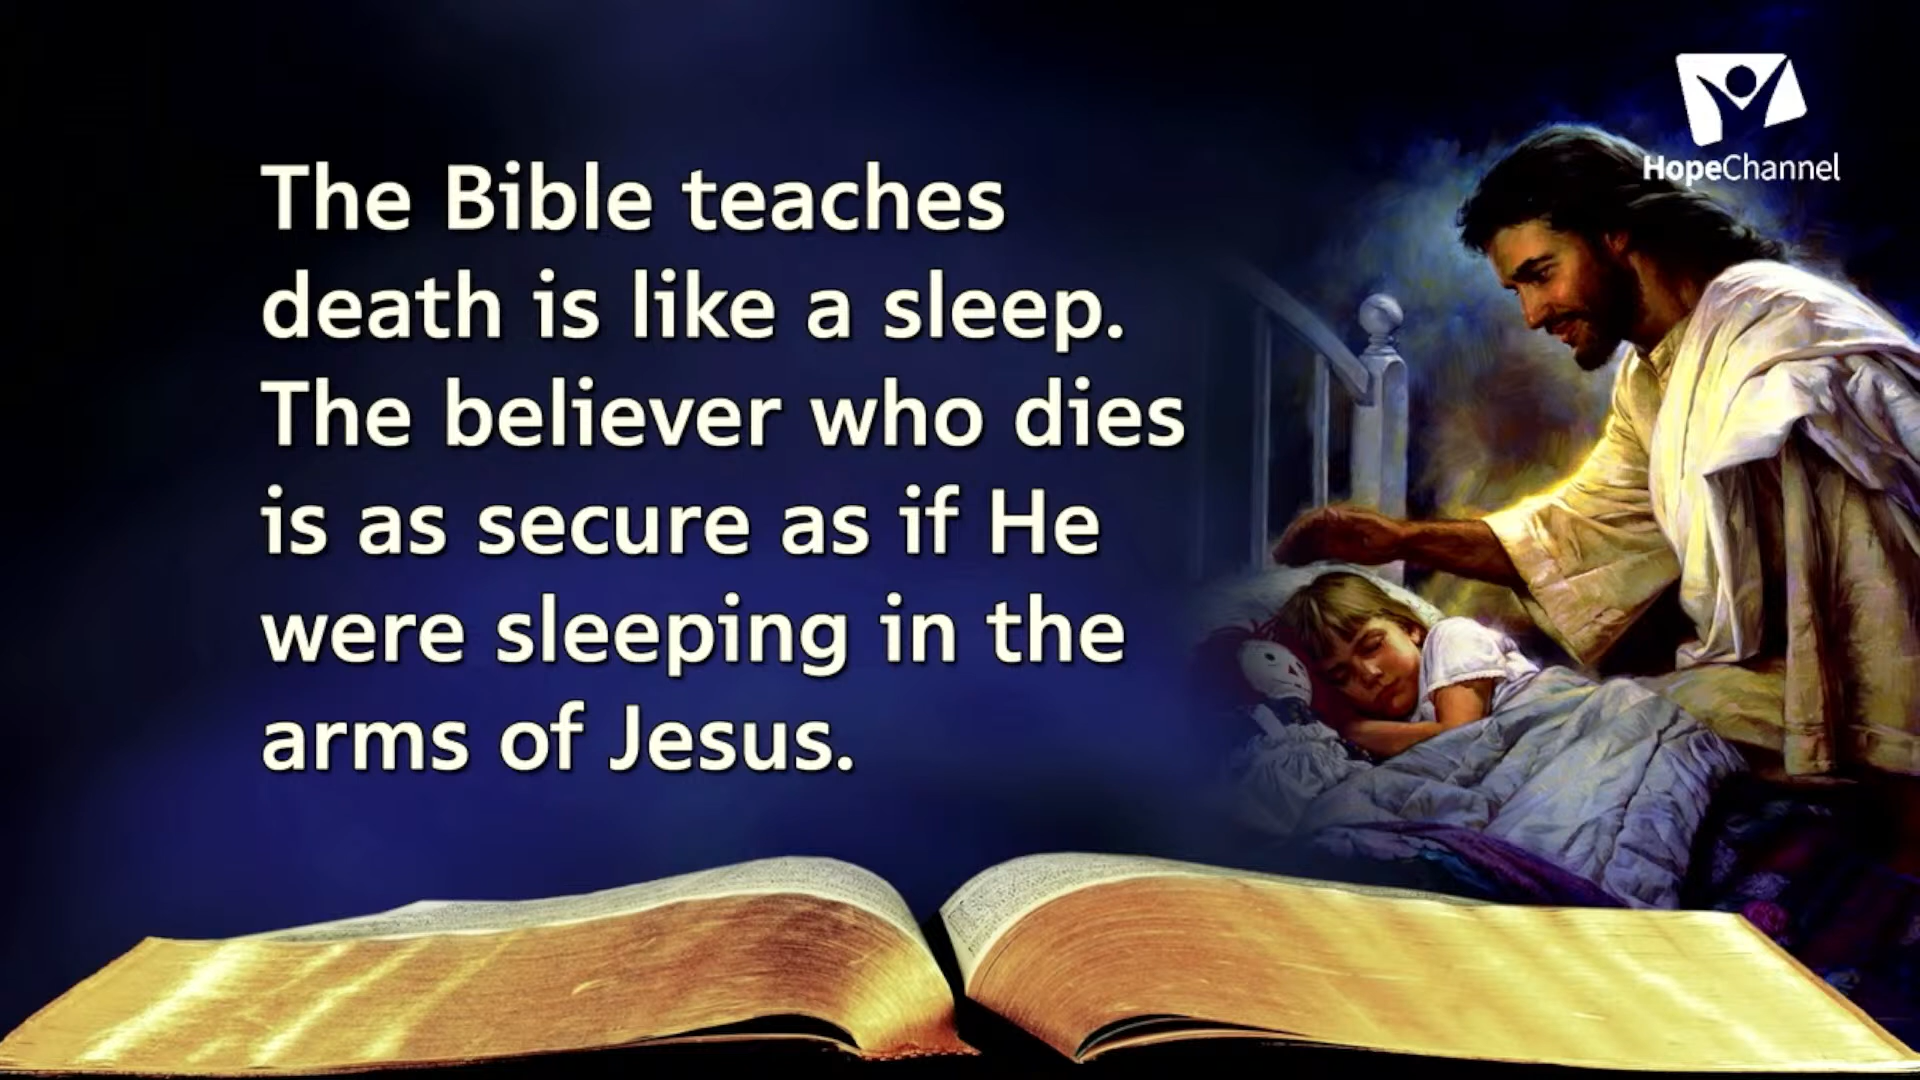 HopeChannel
The Bible teaches
death is like a sleep.
The believer who dies
is as secure as if He
were sleeping in the
arms of Jesus.